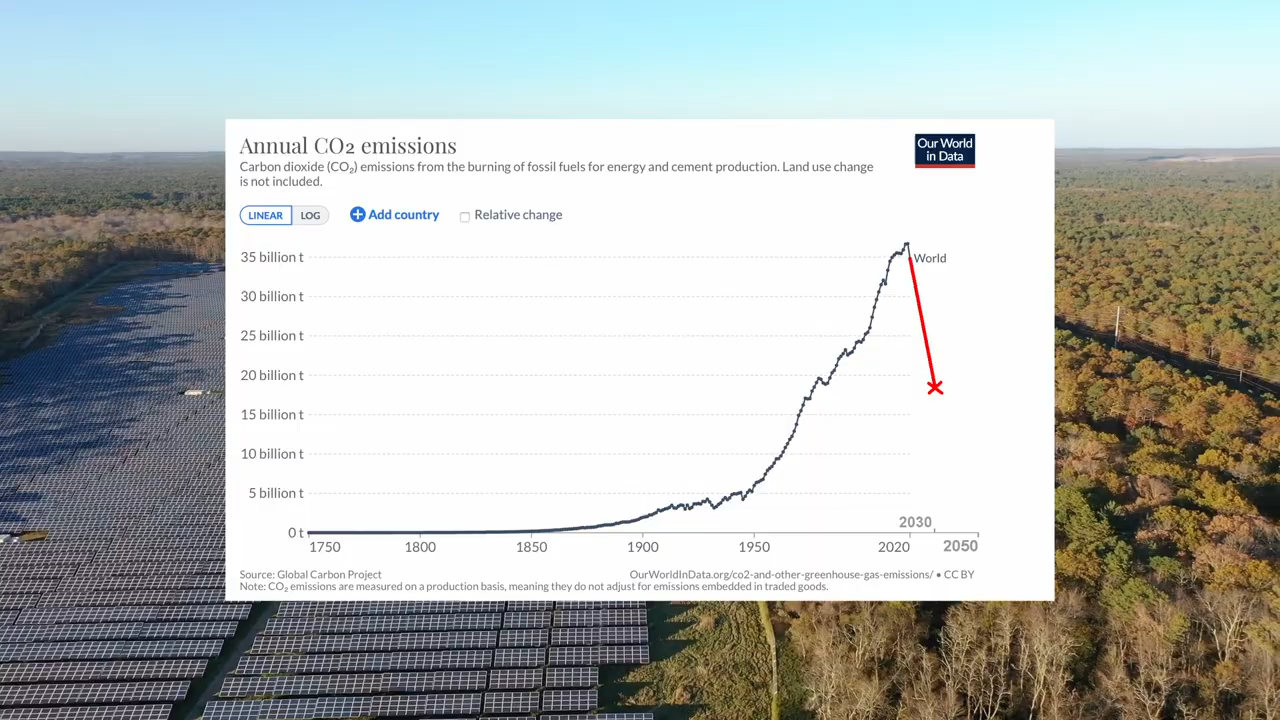 Annual CO2 emissions
Our World
in Data
Carbon dioxide (CO₂) emissions from the burning of fossil fuels for energy and cement production. Land use change
is not included.
LINEAR LOG Add country Relative change
35 billion t
World
30 billion t
25 billion t
20 billion t
15 billion t
10 billion t
5 billion t
2030
0 t
1750 1800 1850 1900 1950 2020 2050
Source: Global Carbon Project OurWorldInData.org/co2-and-other-greenhouse-gas-emissions/ • CC BY
Note: CO₂ emissions are measured on a production basis, meaning they do not adjust for emissions embedded in traded goods.